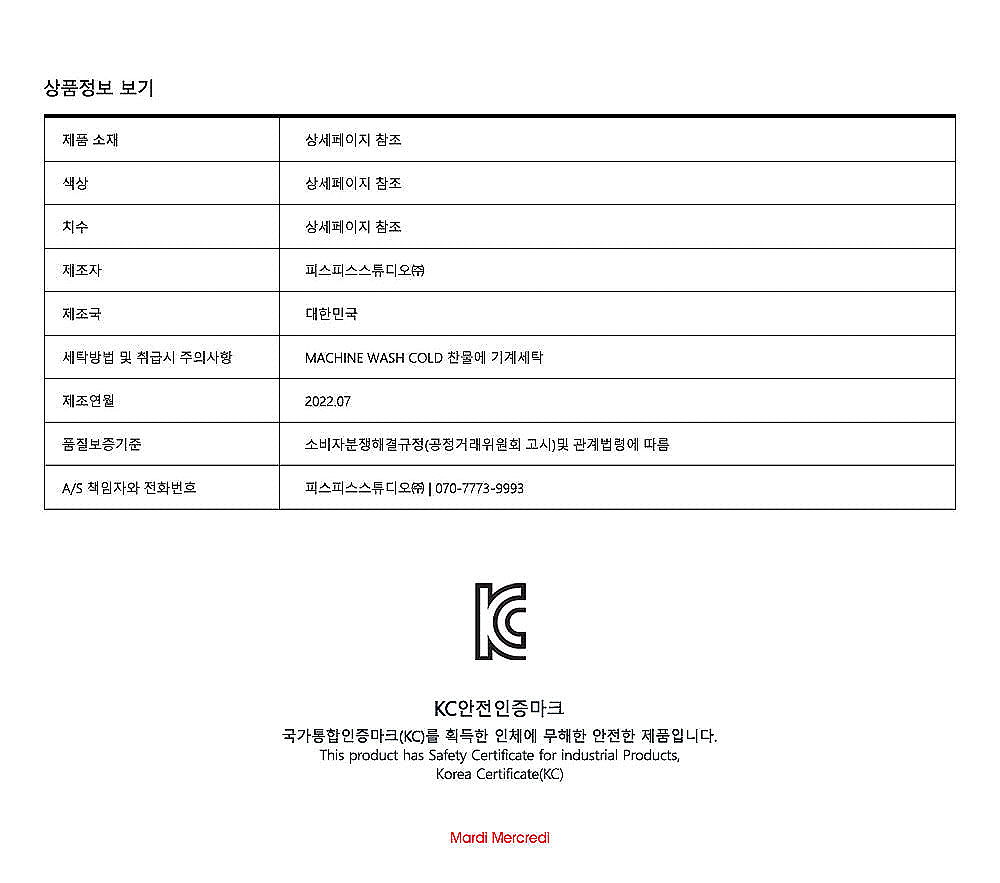 상품정보 보기
제품 소재 상세페이지 참조
색상 상세페이지 참조
치수 상세페이지 참조
제조자 피스피스스튜디오㈜
제조국 대한민국
세탁방법 및 취급시 주의사항 MACHINE WASH COLD 찬물에 기계세탁
제조연월 2022.07
품질보증기준 소비자분쟁해결규정(공정거래위원회 고시)및 관계법령에 따름
A/S 책임자와 전화번호 피스피스스튜디오㈜ | 070-7773-9993
KC
KC안전인증마크
국가통합인증마크(KC)를 획득한 인체에 무해한 안전한 제품입니다.
This product has Safety Certificate for industrial Products,
Korea Certificate(KC)
Mardi Mercredi